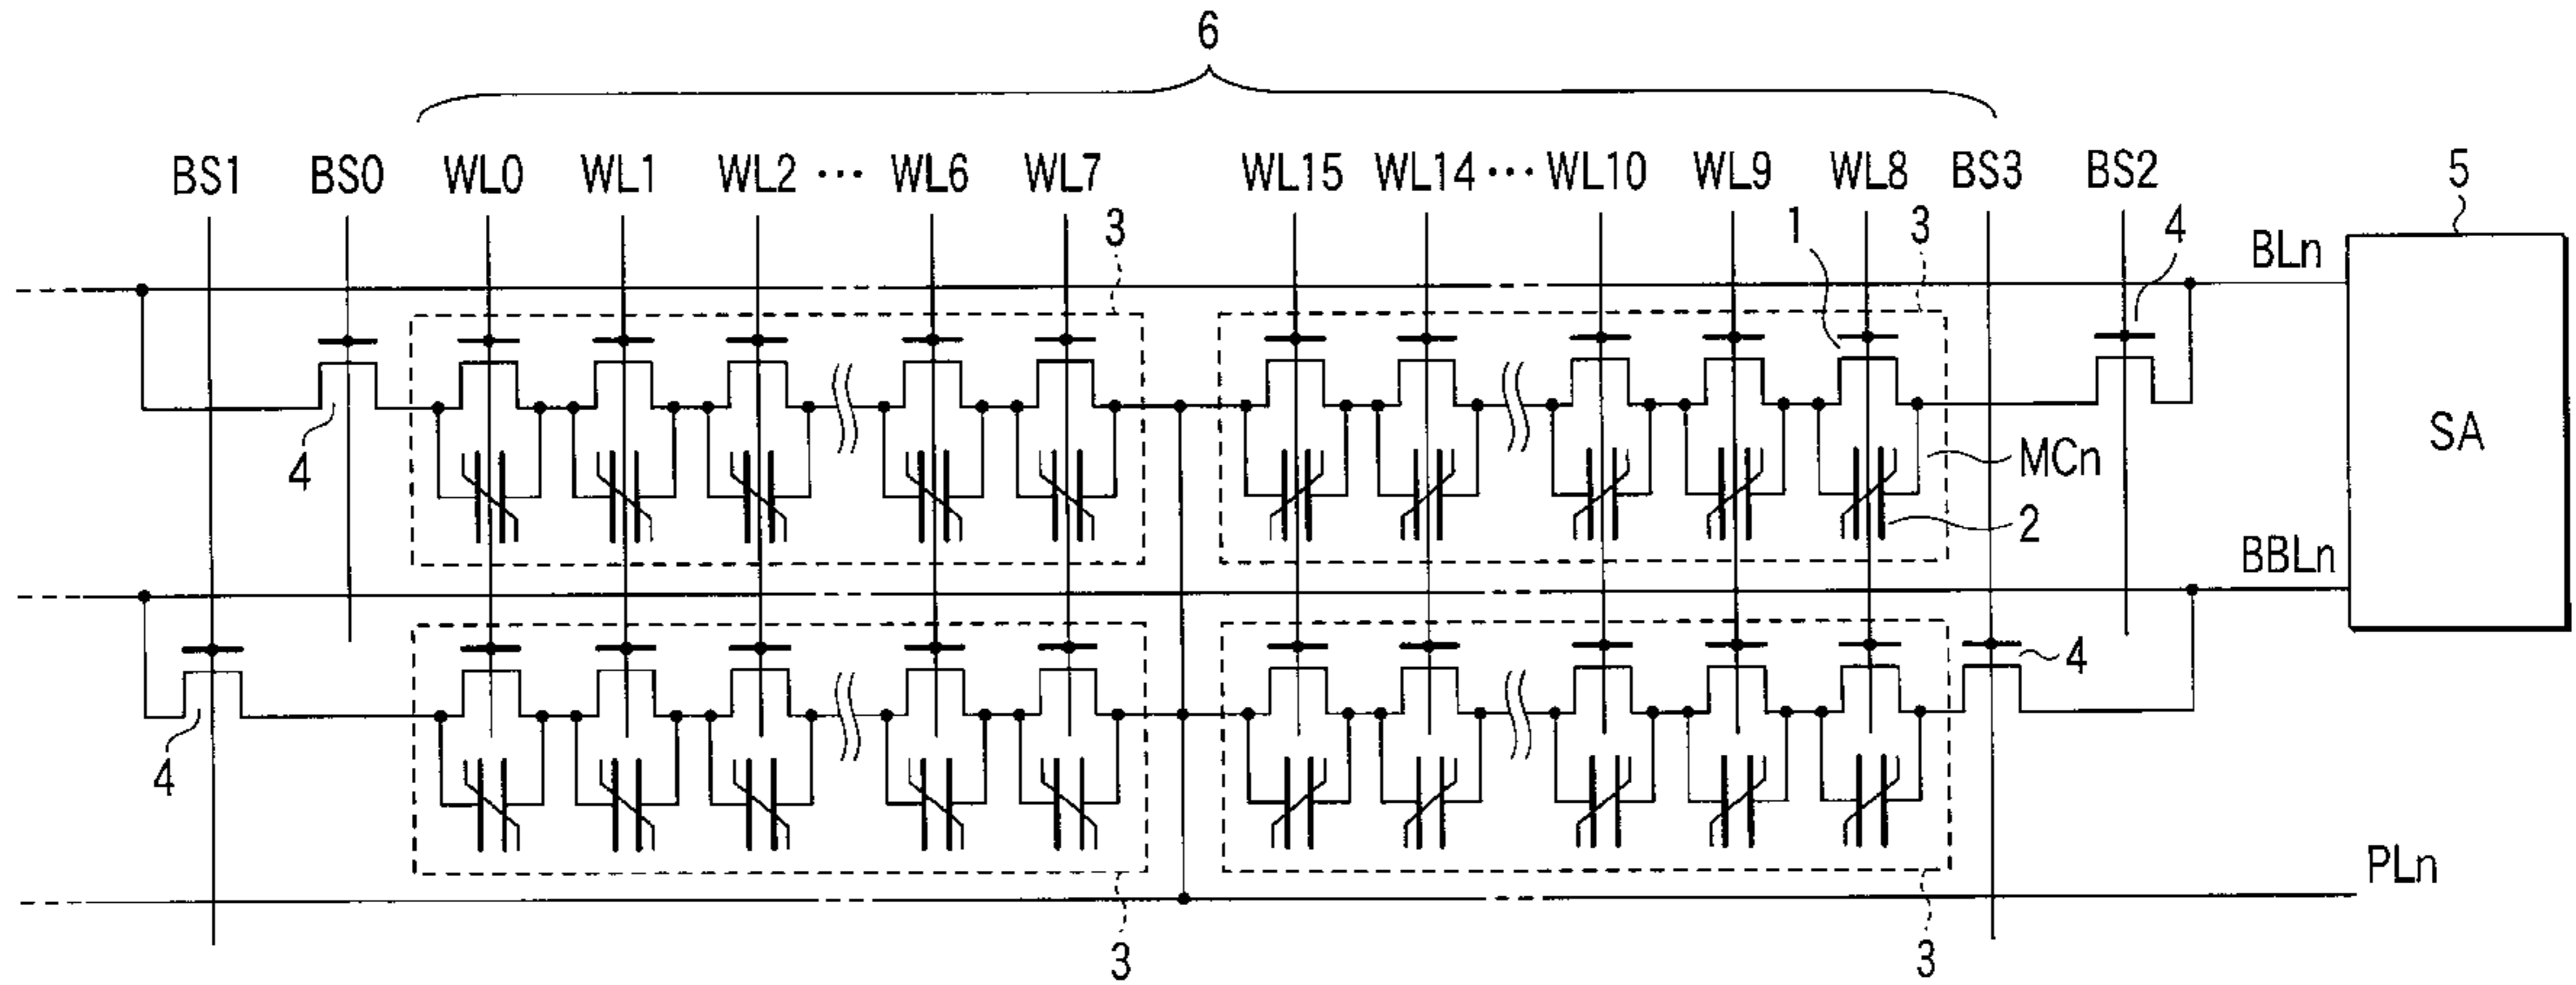 6
BS1 BS0 WL0 WL1 WL2 ··· WL6 WL7 WL15 WL14 ··· WL10 WL9 WL8 BS3 BS2 5
3 1 3 4 BLn
4 MCn SA
2
BBLn
4 4
PLn
3 3